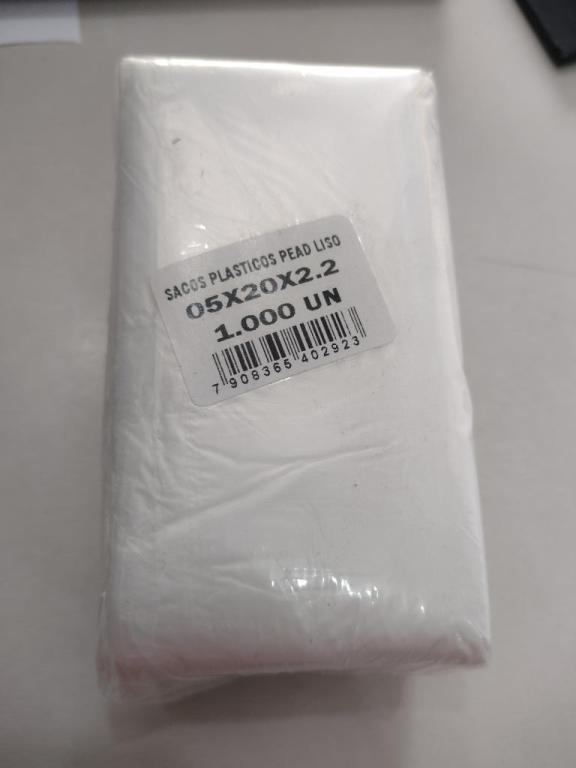 SACOS PLASTICOS PEAD LISO
05X20X2.2
1.000 UN
7 908365 402923